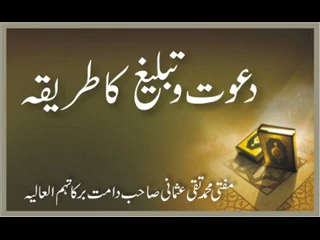 دعوت و تبلیغ کا طریقہ
مفتی محمد تقی عثمانی صاحب دامت برکاتہم العالیہ